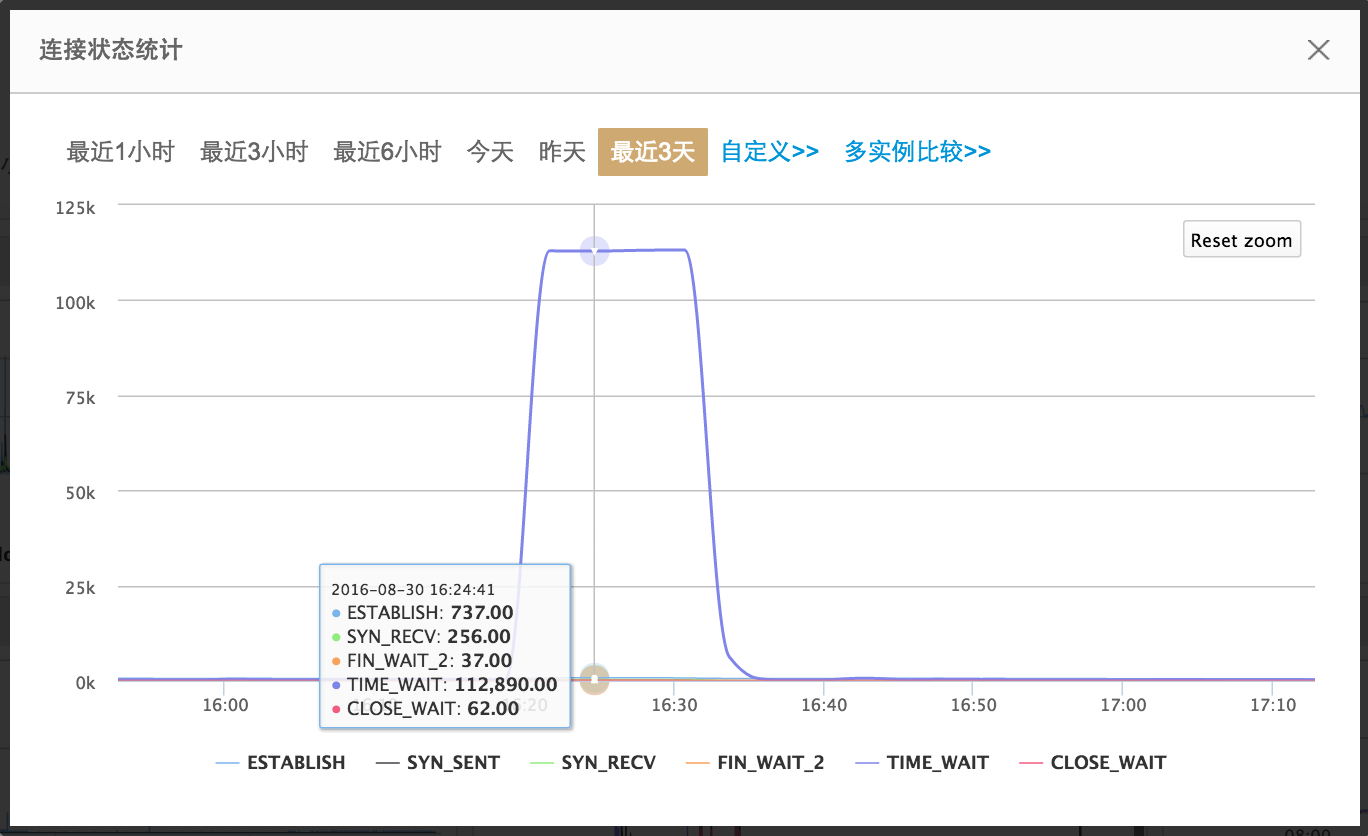 连接状态统计
最近1小时 最近3小时 最近6小时 今天 昨天 最近3天 自定义>> 多实例比较>>
125k
Reset zoom
100k
75k
50k
25k
0k
2016-08-30 16:24:41
ESTABLISH: 737.00
SYN_RECV: 256.00
FIN_WAIT_2: 37.00
TIME_WAIT: 112,890.00
CLOSE_WAIT: 62.00
16:00 16:20 16:30 16:40 16:50 17:00 17:10
ESTABLISH SYN_SENT SYN_RECV FIN_WAIT_2 TIME_WAIT CLOSE_WAIT
08:00